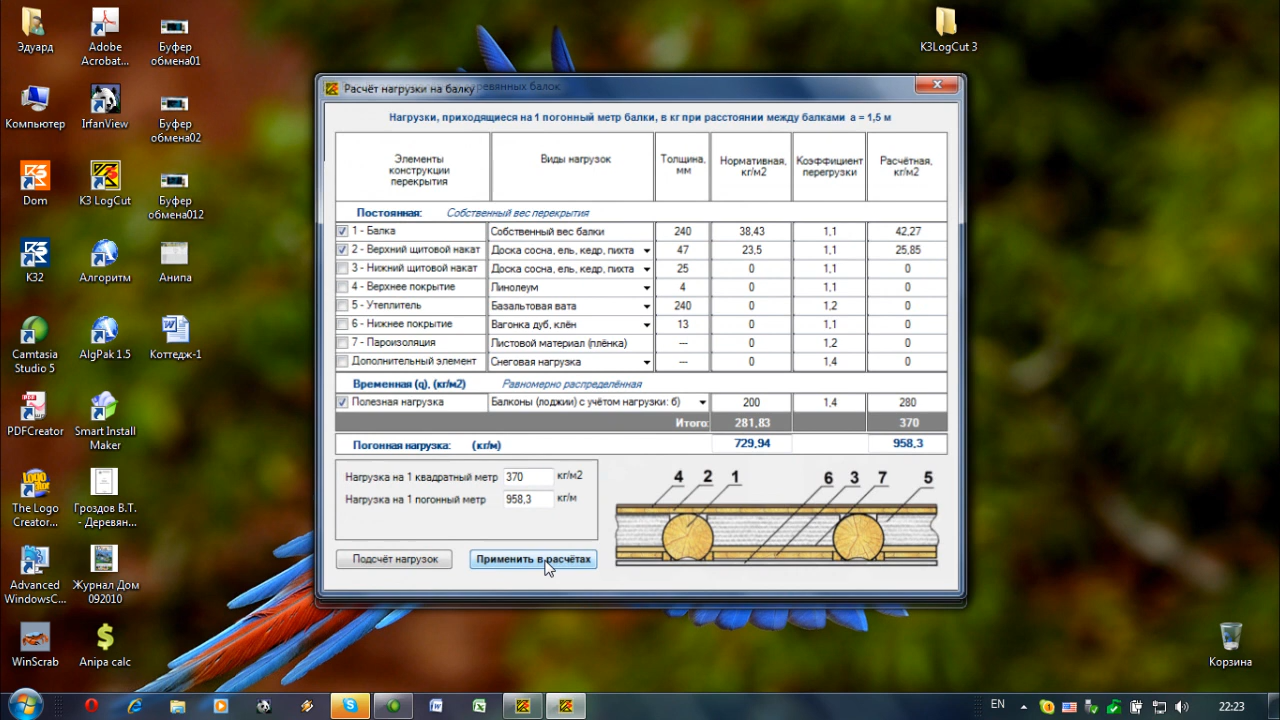 Эдуард
Adobe
Acrobat...
Буфер
обмена01
K3LogCut 3
Компьютер
IrfanView
Буфер
обмена02
Dom
K3 LogCut
Буфер
обмена012
K32
Алгоритм
Анипа
Camtasia
Studio 5
AlgPak 1.5
Коттедж-1
PDFCreator
Smart Install
Maker
The Logo
Creator...
Гроздов В.Т.
- Деревян...
Advanced
WindowsC...
Журнал Дом
092010
WinScrab
Anipa calc
Корзина
Расчёт нагрузки на балку
Нагрузки, приходящиеся на 1 погонный метр балки, в кг при расстоянии между балками a = 1,5 м
Элементы конструкции перекрытия Виды нагрузок Толщина, мм Нормативная, кг/м2 Коэффициент перегрузки Расчётная, кг/м2
Постоянная: Собственный вес перекрытия
1 - Балка Собственный вес балки 240 38,43 1,1 42,27
2 - Верхний щитовой накат Доска сосна, ель, кедр, пихта 47 23,5 1,1 25,85
3 - Нижний щитовой накат Доска сосна, ель, кедр, пихта 25 0 1,1 0
4 - Верхнее покрытие Линолеум 4 0 1,1 0
5 - Утеплитель Базальтовая вата 240 0 1,2 0
6 - Нижнее покрытие Вагонка дуб, клён 13 0 1,1 0
7 - Пароизоляция Листовой материал (плёнка) --- 0 1,2 0
Дополнительный элемент Снеговая нагрузка --- 0 1,4 0
Временная (q), (кг/м2) Равномерно распределённая
Полезная нагрузка Балконы (лоджии) с учётом нагрузки: б) 200 1,4 280
Итого: 281,83 370
Погонная нагрузка: (кг/м) 729,94 958,3
Нагрузка на 1 квадратный метр 370 кг/м2
Нагрузка на 1 погонный метр 958,3 кг/м
Подсчёт нагрузок Применить в расчётах
4 2 1 6 3 7 5
EN
22:23